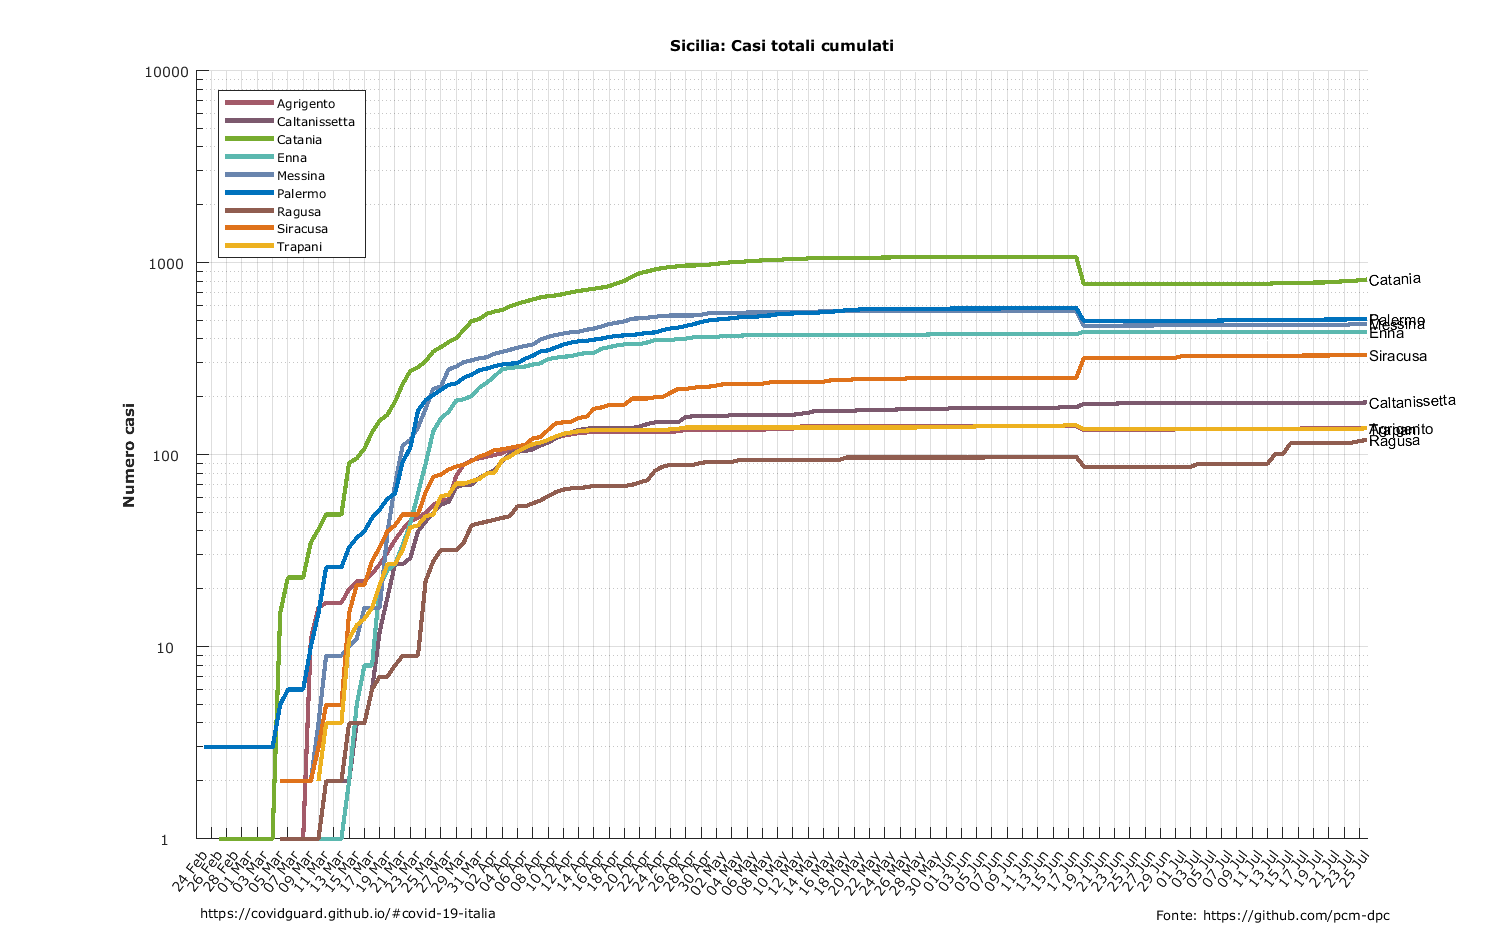 Sicilia: Casi totali cumulati
Numero casi
10000
1000
100
10
1
Agrigento
Caltanissetta
Catania
Enna
Messina
Palermo
Ragusa
Siracusa
Trapani
Catania
Palermo
Messina
Enna
Siracusa
Caltanissetta
Agrigento
Trapani
Ragusa
24 Feb
26 Feb
28 Feb
01 Mar
03 Mar
05 Mar
07 Mar
09 Mar
11 Mar
13 Mar
15 Mar
17 Mar
19 Mar
21 Mar
23 Mar
25 Mar
27 Mar
29 Mar
31 Mar
02 Apr
04 Apr
06 Apr
08 Apr
10 Apr
12 Apr
14 Apr
16 Apr
18 Apr
20 Apr
22 Apr
24 Apr
26 Apr
28 Apr
30 Apr
02 May
04 May
06 May
08 May
10 May
12 May
14 May
16 May
18 May
20 May
22 May
24 May
26 May
28 May
30 May
01 Jun
03 Jun
05 Jun
07 Jun
09 Jun
11 Jun
13 Jun
15 Jun
17 Jun
19 Jun
21 Jun
23 Jun
25 Jun
27 Jun
29 Jun
01 Jul
03 Jul
05 Jul
07 Jul
09 Jul
11 Jul
13 Jul
15 Jul
17 Jul
19 Jul
21 Jul
23 Jul
25 Jul
https://covidguard.github.io/#covid-19-italia
Fonte: https://github.com/pcm-dpc